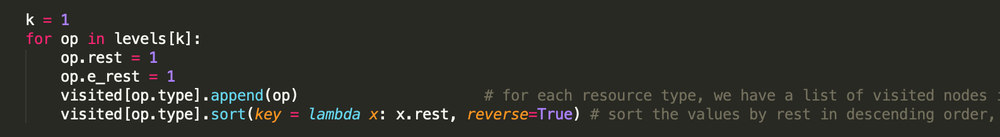 k = 1
for op in levels[k]:
    op.rest = 1
    op.e_rest = 1
    visited[op.type].append(op)                     # for each resource type, we have a list of visited nodes
    visited[op.type].sort(key = lambda x: x.rest, reverse=True) # sort the values by rest in descending order,